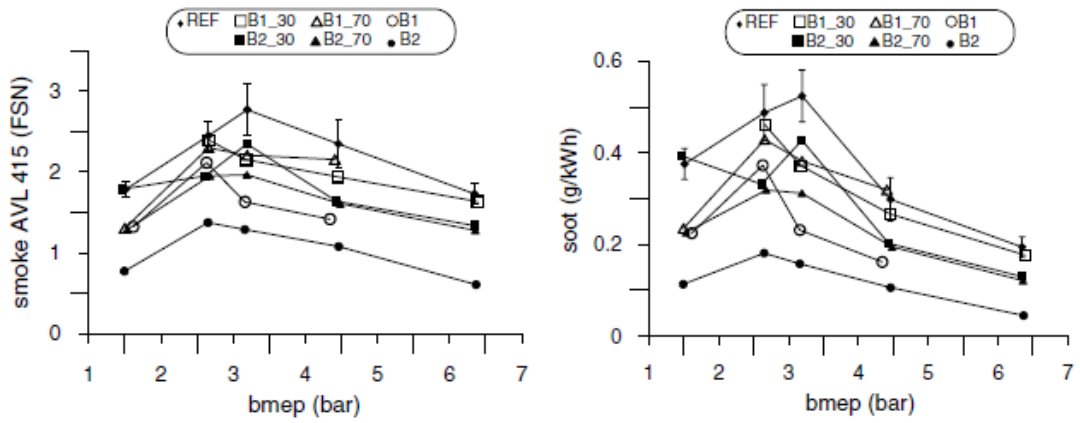 REF B1_30 B1_70 B1
B2_30 B2_70 B2
smoke AVL 415 (FSN)
3
2
1
0
1 2 3 4 5 6 7
bmep (bar)
REF B1_30 B1_70 B1
B2_30 B2_70 B2
soot (g/kWh)
0.6
0.4
0.2
0
1 2 3 4 5 6 7
bmep (bar)